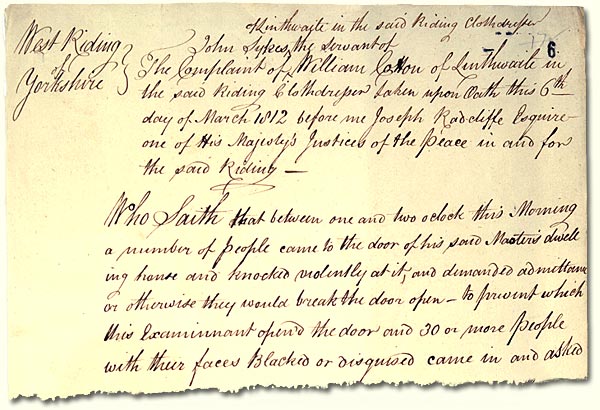 of Linthwaite in the said Riding Clothdresser
6
West Riding
of
Yorkshire
John Sykes the Servant of
The Complaint of William Cotton of Linthwaite in
the said Riding Clothdresser taken upon Oath this 6th
day of March 1812 before me Joseph Radcliffe Esquire
one of His Majesty's Justices of the Peace in and for
the said Riding —
Who Saith that between one and two oclock this Morning
a number of People came to the door of his said Master's dwell
ing house and knocked violently at it, and demanded admittance
or otherwise they would break the door open — to prevent which
this Examinnant opend the door and 30 or more People
with their faces Blacked or disguised came in and asked